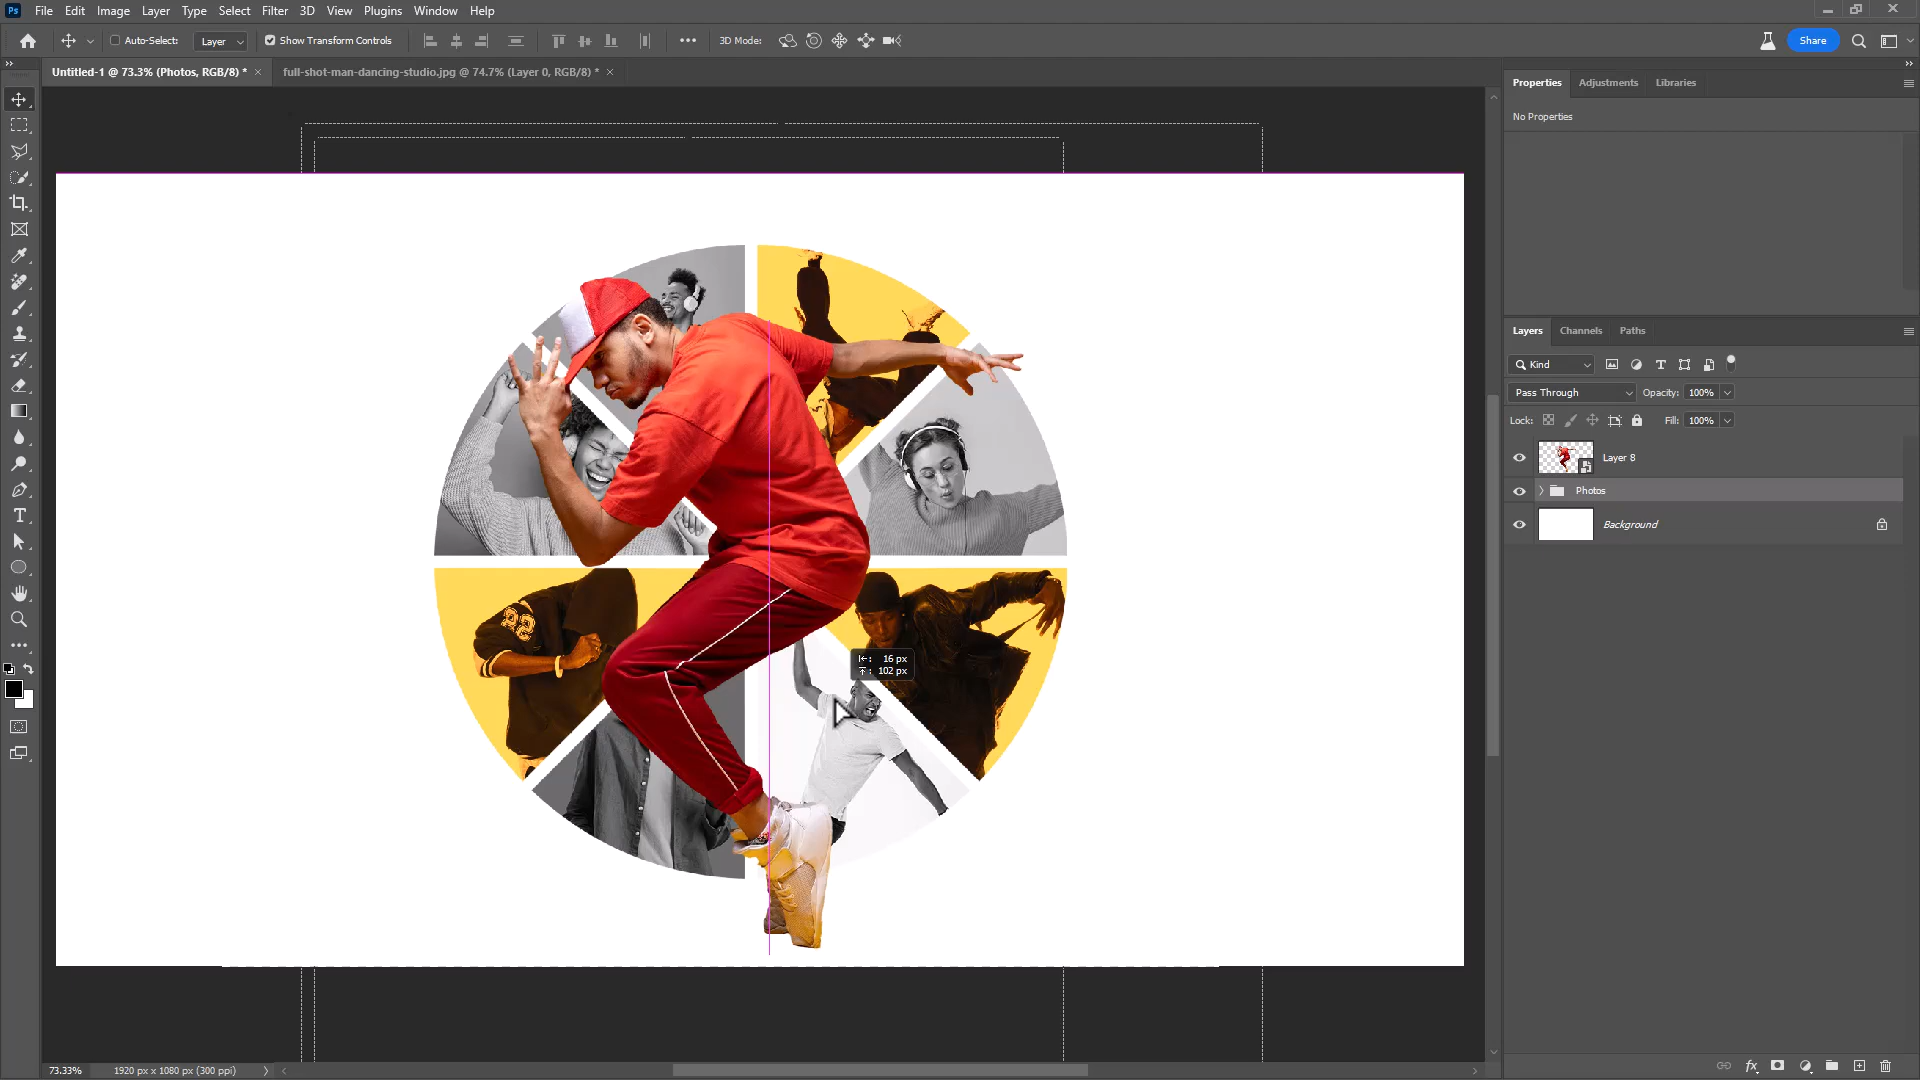 Ps File Edit Image Layer Type Select Filter 3D View Plugins Window Help
Auto-Select: Layer Show Transform Controls 3D Mode: Share
Untitled-1 @ 73.3% (Photos, RGB/8) * × full-shot-man-dancing-studio.jpg @ 74.7% (Layer 0, RGB/8) * ×
Properties Adjustments Libraries
No Properties
Layers Channels Paths
Kind
Pass Through Opacity: 100%
Lock: Fill: 100%
Layer 8
Photos
Background
16 px
102 px
73.33% 1920 px x 1080 px (300 ppi)